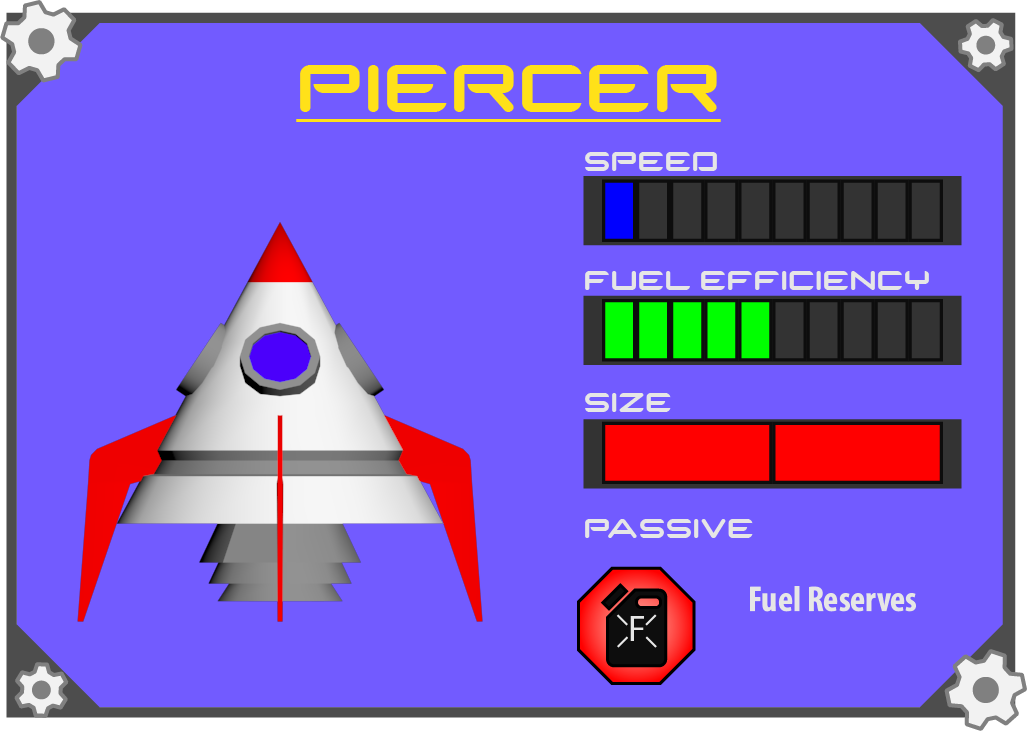 PIERCER
SPEED
FUEL EFFICIENCY
SIZE
PASSIVE
F
Fuel Reserves